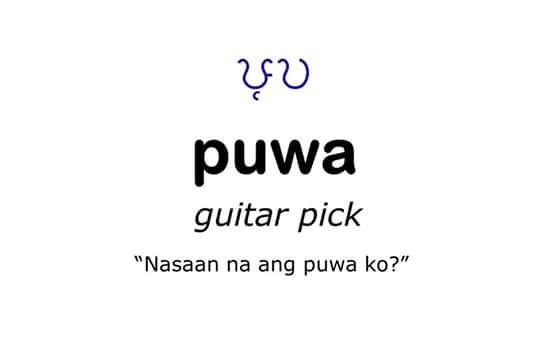 ᜉᜓᜏ
puwa
guitar pick
“Nasaan na ang puwa ko?”